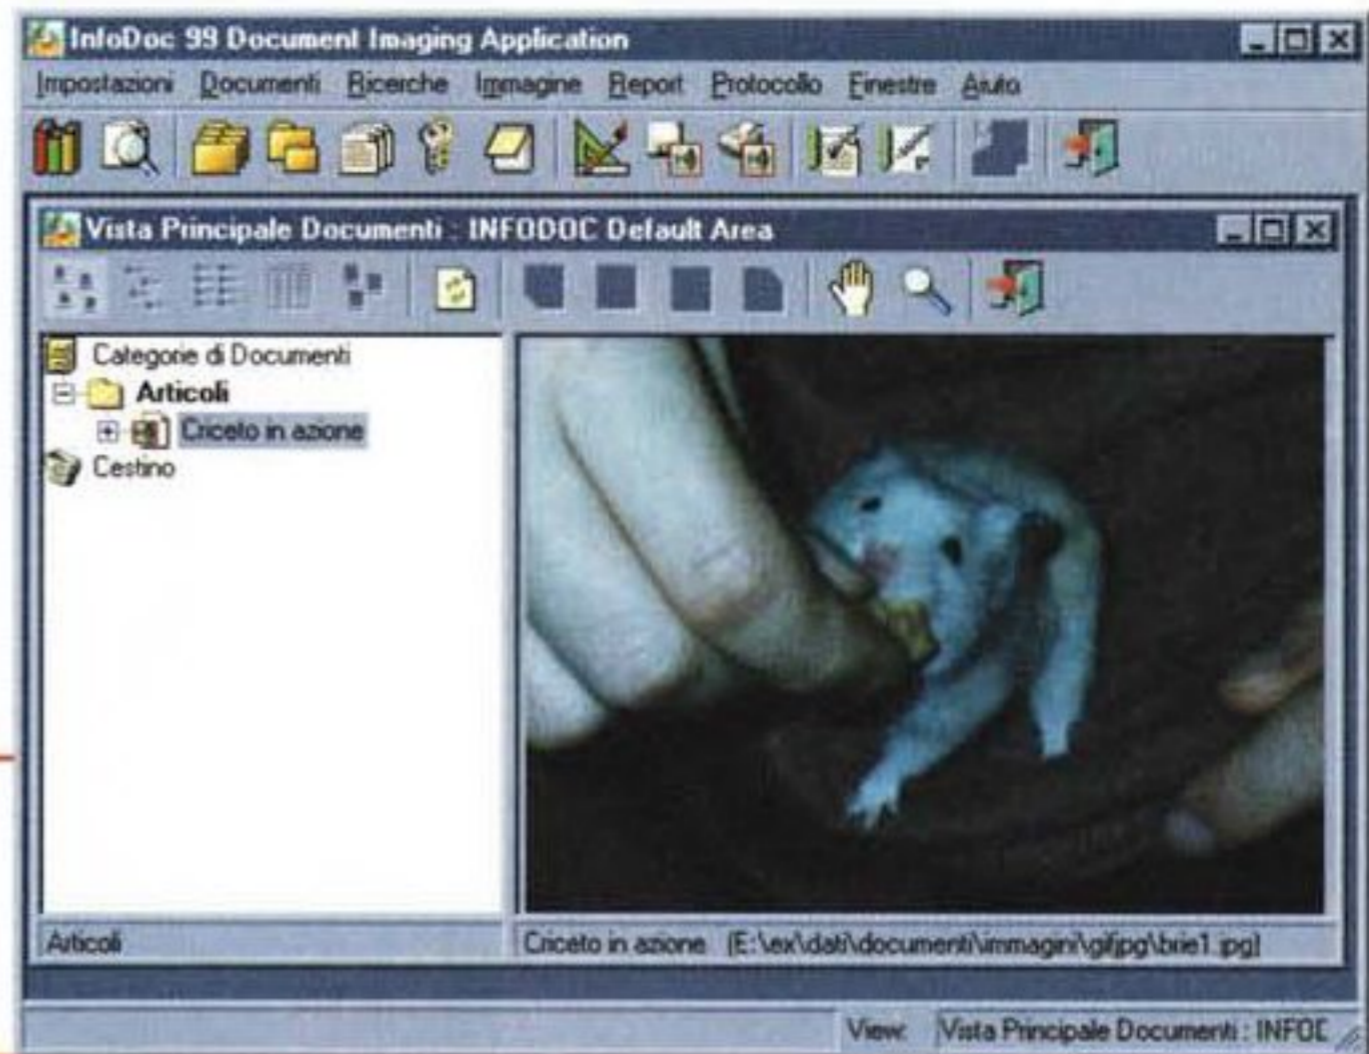 InfoDoc 99 Document Imaging Application
Impostazioni Documenti Ricerche Immagine Report Protocollo Finestre Aiuto
Vista Principale Documenti : INFODOC Default Area
Categorie di Documenti
Articoli
Criceto in azione
Cestino
Articoli
Criceto in azione [E:\ex\dati\documenti\immagini\gifjpg\brie1.jpg]
View: Vista Principale Documenti : INFOD